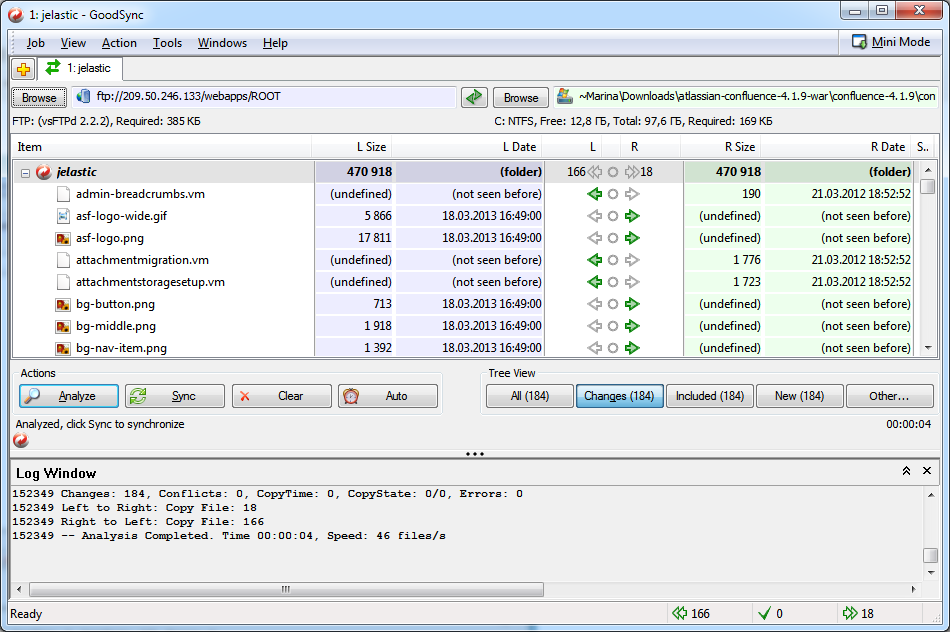 1: jelastic - GoodSync
Job View Action Tools Windows Help Mini Mode
1: jelastic
Browse ftp://209.50.246.133/webapps/ROOT Browse ~Marina\Downloads\atlassian-confluence-4.1.9-war\confluence-4.1.9\con
FTP: (vsFTPd 2.2.2), Required: 385 КБ C: NTFS, Free: 12,8 ГБ, Total: 97,6 ГБ, Required: 169 КБ
Item L Size L Date L R R Size R Date S..
jelastic 470 918 (folder) 166 18 470 918 (folder)
admin-breadcrumbs.vm (undefined) (not seen before) 190 21.03.2012 18:52:52
asf-logo-wide.gif 5 866 18.03.2013 16:49:00 (undefined) (not seen before)
asf-logo.png 17 811 18.03.2013 16:49:00 (undefined) (not seen before)
attachmentmigration.vm (undefined) (not seen before) 1 776 21.03.2012 18:52:52
attachmentstoragesetup.vm (undefined) (not seen before) 1 723 21.03.2012 18:52:52
bg-button.png 713 18.03.2013 16:49:00 (undefined) (not seen before)
bg-middle.png 1 918 18.03.2013 16:49:00 (undefined) (not seen before)
bg-nav-item.png 1 392 18.03.2013 16:49:00 (undefined) (not seen before)
Actions Tree View
Analyze Sync Clear Auto All (184) Changes (184) Included (184) New (184) Other...
Analyzed, click Sync to synchronize 00:00:04
Log Window
152349 Changes: 184, Conflicts: 0, CopyTime: 0, CopyState: 0/0, Errors: 0
152349 Left to Right: Copy File: 18
152349 Right to Left: Copy File: 166
152349 -- Analysis Completed. Time 00:00:04, Speed: 46 files/s
Ready 166 0 18